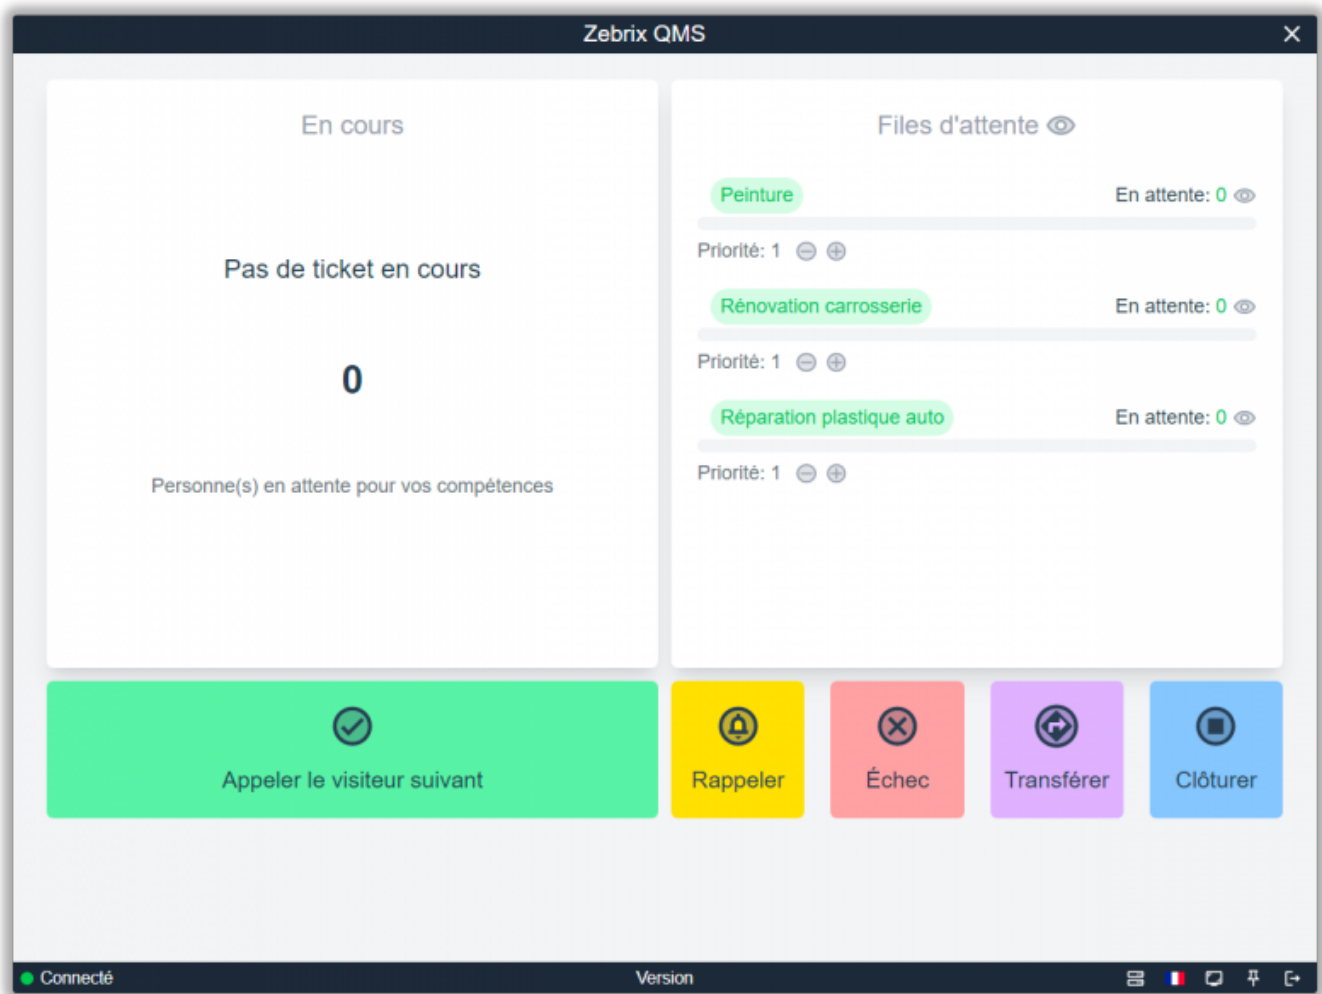 Zebrix QMS
En cours
Pas de ticket en cours
0
Personne(s) en attente pour vos compétences
Files d'attente
Peinture
En attente: 0
Priorité: 1
Rénovation carrosserie
En attente: 0
Priorité: 1
Réparation plastique auto
En attente: 0
Priorité: 1
Appeler le visiteur suivant
Rappeler
Échec
Transférer
Clôturer
Connecté
Version